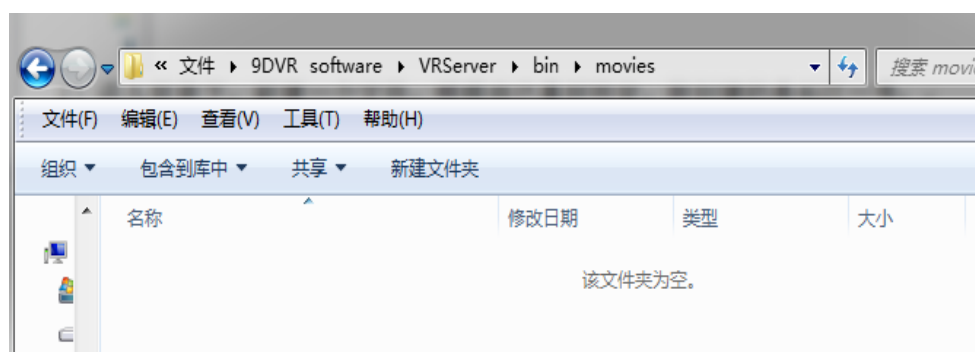 « 文件 ▸ 9DVR software ▸ VRServer ▸ bin ▸ movies 搜索 movi
文件(F) 编辑(E) 查看(V) 工具(T) 帮助(H)
组织 包含到库中 共享 新建文件夹
名称 修改日期 类型 大小
该文件夹为空。